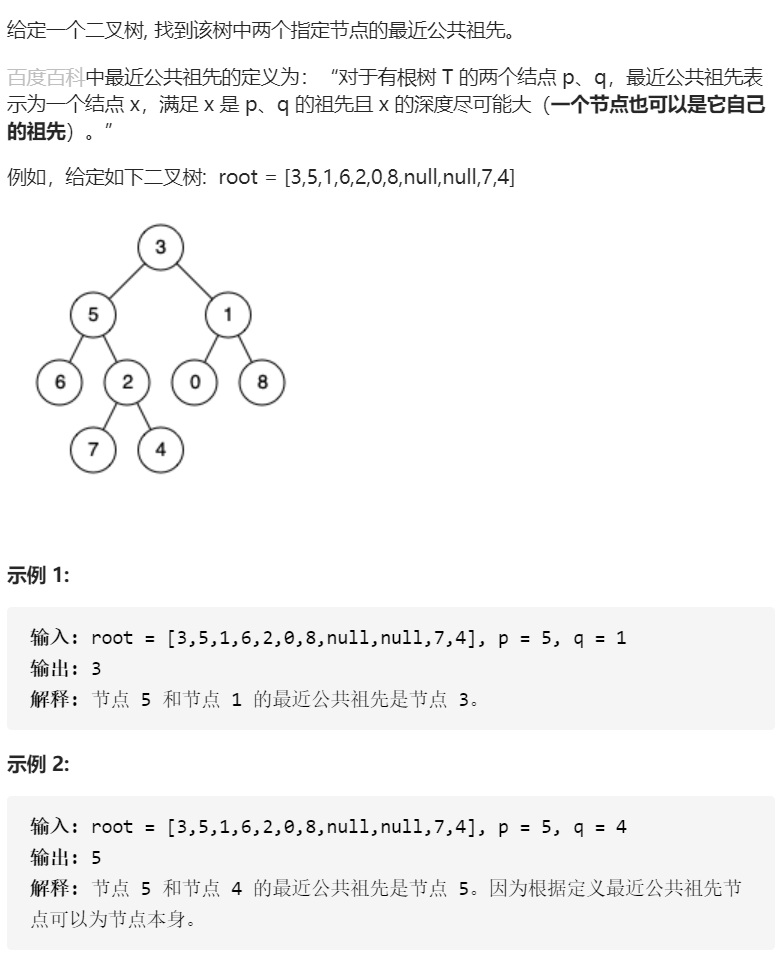 给定一个二叉树, 找到该树中两个指定节点的最近公共祖先。
百度百科中最近公共祖先的定义为：“对于有根树 T 的两个结点 p、q，最近公共祖先表
示为一个结点 x，满足 x 是 p、q 的祖先且 x 的深度尽可能大（一个节点也可以是它自己
的祖先）。”
例如，给定如下二叉树:  root = [3,5,1,6,2,0,8,null,null,7,4]
3
5 1
6 2 0 8
7 4
示例 1:
输入: root = [3,5,1,6,2,0,8,null,null,7,4], p = 5, q = 1
输出: 3
解释: 节点 5 和节点 1 的最近公共祖先是节点 3。
示例 2:
输入: root = [3,5,1,6,2,0,8,null,null,7,4], p = 5, q = 4
输出: 5
解释: 节点 5 和节点 4 的最近公共祖先是节点 5。因为根据定义最近公共祖先节
点可以为节点本身。